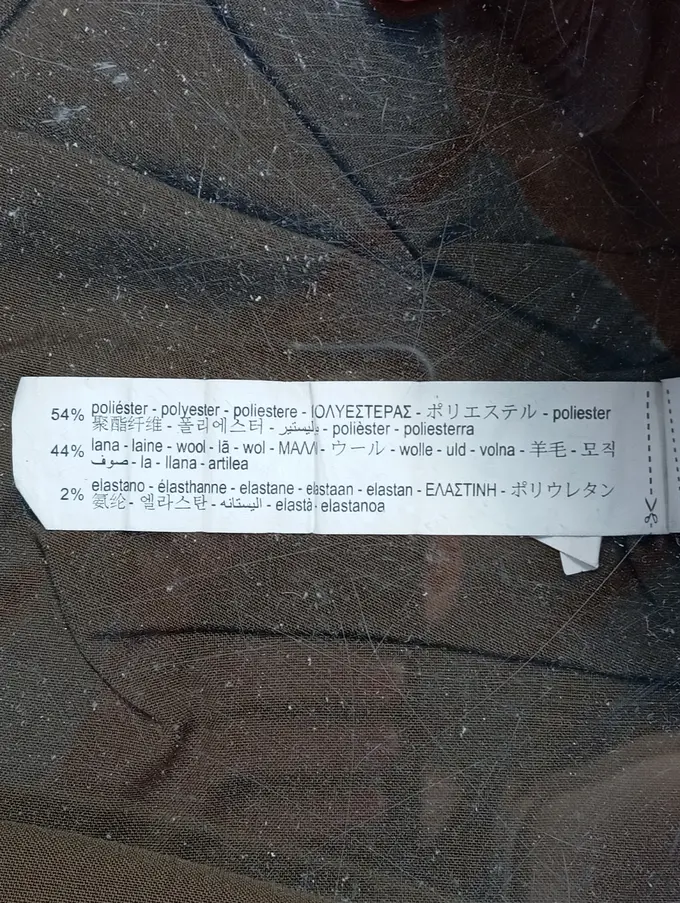 54% poliéster - polyester - poliestere - ΙΟΛΥΕΣΤΕΡΑΣ - ポリエステル - poliester
聚酯纤维 - 폴리에스터 - بليستير - polièster - poliesterra
44% lana - laine - wool - lã - wol - ΜΑΛΛΙ - ウール - wolle - uld - volna - 羊毛 - 모직
صوف - la - llana - artilea
2% elastano - élasthanne - elastane - elastaan - elastan - ΕΛΑΣΤΙΝΗ - ポリウレタン
氨纶 - 엘라스탄 - اليستانه - elastà - elastanoa